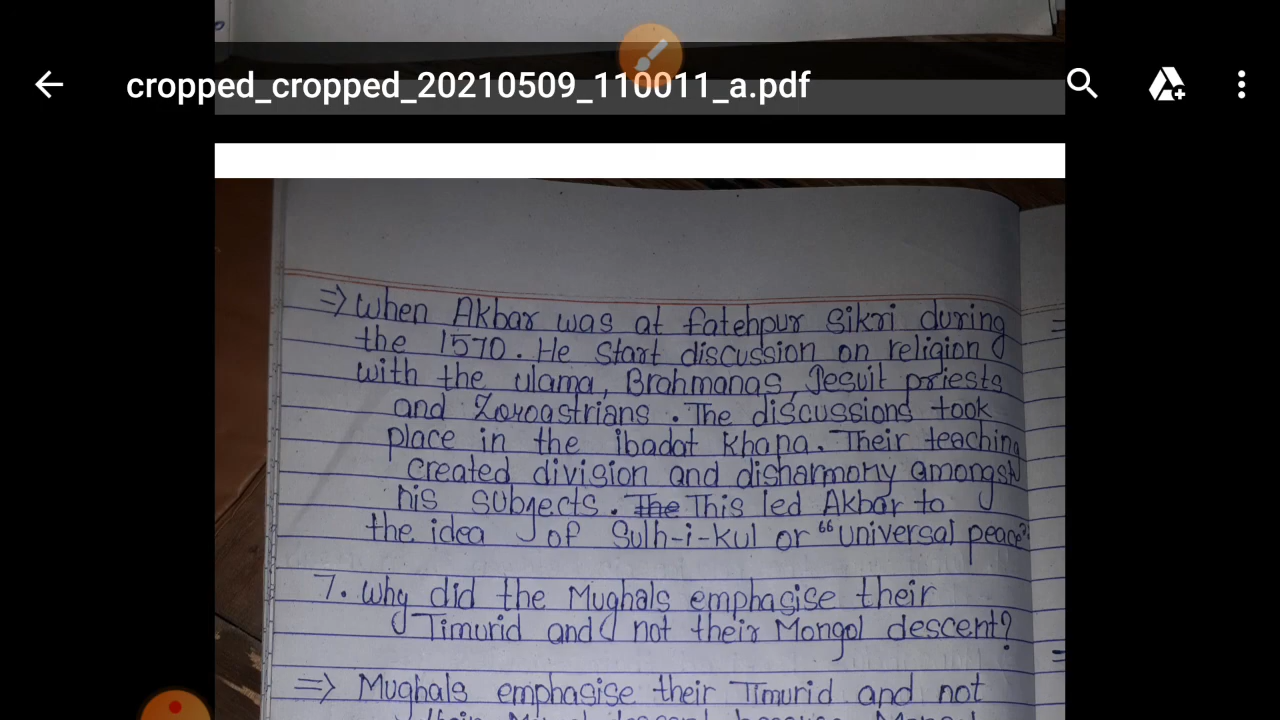 cropped_cropped_20210509_110011_a.pdf
=> When Akbar was at fatehpur Sikri during
the 1570. He start discussion on religion
with the ulama, Brahmanas, Jesuit priests
and Zoroastrians. The discussions took
place in the ibadat khana. Their teaching
created division and disharmony amongst
his subjects. The This led Akbar to
the idea of Sulh-i-kul or "universal peace".
7. Why did the Mughals emphasise their
Timurid and not their Mongol descent?
=> Mughals emphasise their Timurid and not